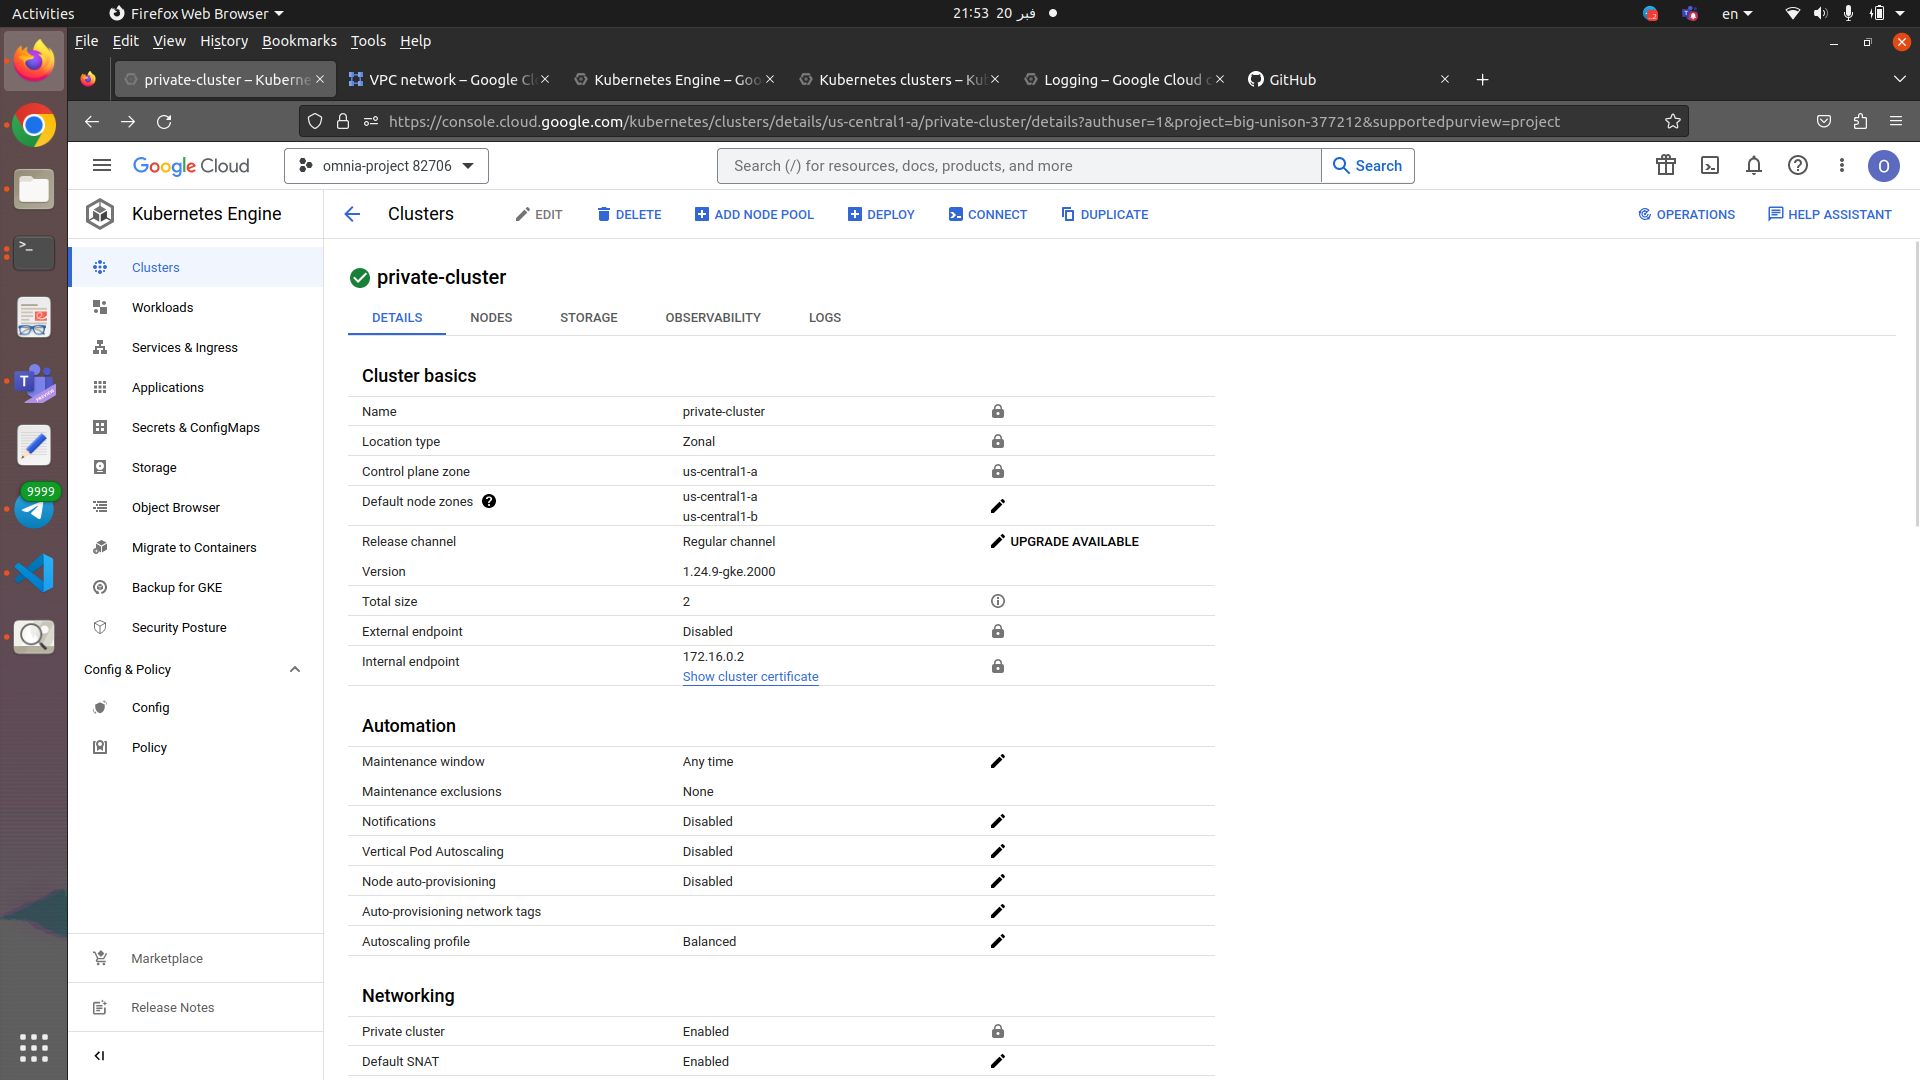 Activities
Firefox Web Browser
21:53 20 فبر
en
File Edit View History Bookmarks Tools Help
private-cluster – Kuberne
VPC network – Google Cl
Kubernetes Engine – Goo
Kubernetes clusters – Ku
Logging – Google Cloud c
GitHub
https://console.cloud.google.com/kubernetes/clusters/details/us-central1-a/private-cluster/details?authuser=1&project=big-unison-377212&supportedpurview=project
Google Cloud
omnia-project 82706
Search (/) for resources, docs, products, and more
Search
O
Kubernetes Engine
Clusters
EDIT
DELETE
ADD NODE POOL
DEPLOY
CONNECT
DUPLICATE
OPERATIONS
HELP ASSISTANT
Clusters
Workloads
Services & Ingress
Applications
Secrets & ConfigMaps
Storage
Object Browser
Migrate to Containers
Backup for GKE
Security Posture
Config & Policy
Config
Policy
Marketplace
Release Notes
9999
private-cluster
DETAILS NODES STORAGE OBSERVABILITY LOGS
Cluster basics
Name private-cluster
Location type Zonal
Control plane zone us-central1-a
Default node zones us-central1-a
us-central1-b
Release channel Regular channel UPGRADE AVAILABLE
Version 1.24.9-gke.2000
Total size 2
External endpoint Disabled
Internal endpoint 172.16.0.2
Show cluster certificate
Automation
Maintenance window Any time
Maintenance exclusions None
Notifications Disabled
Vertical Pod Autoscaling Disabled
Node auto-provisioning Disabled
Auto-provisioning network tags
Autoscaling profile Balanced
Networking
Private cluster Enabled
Default SNAT Enabled